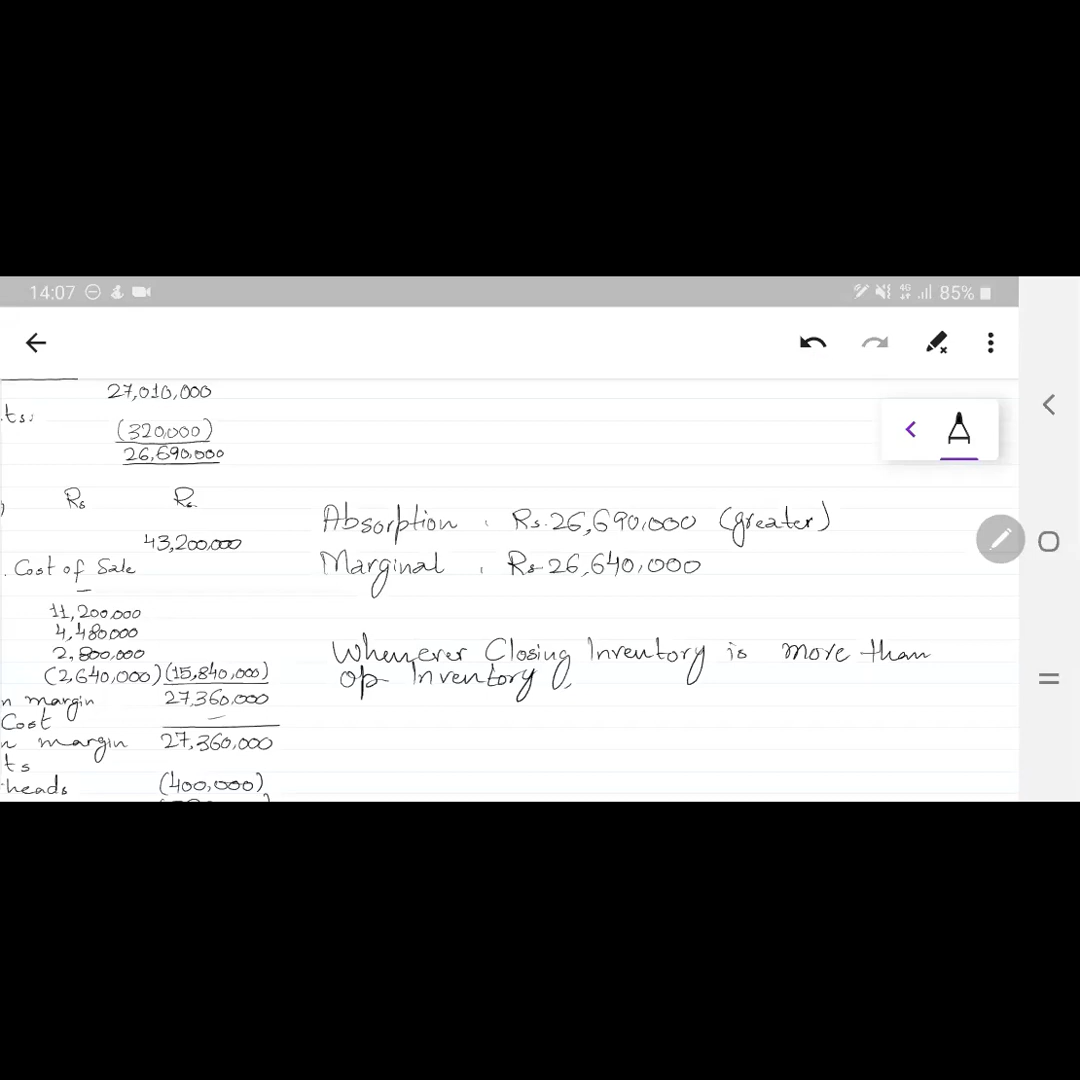 14:07 4G 85%
27,010,000
ts:
(320,000)
26,690,000
Rs Rs
43,200,000
. Cost of Sale
11,200,000
4,480,000
2,800,000
(2,640,000) (15,840,000)
n margin 27,360,000
Cost –
n margin 27,360,000
ts
heads (400,000)
Absorption : Rs. 26,690,000 (greater)
Marginal : Rs 26,640,000
Whenever Closing Inventory is more than
op Inventory,